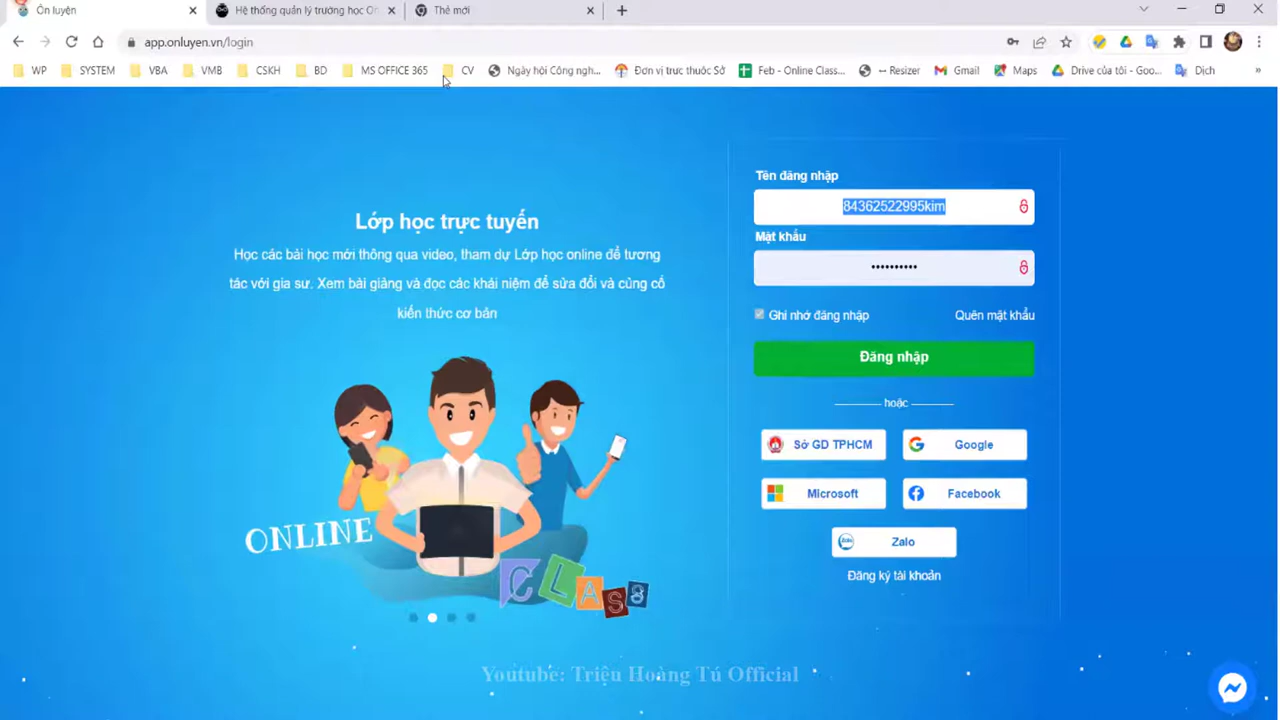 Ôn luyện
Hệ thống quản lý trường học On
Thẻ mới
app.onluyen.vn/login
WP
SYSTEM
VBA
VMB
CSKH
BD
MS OFFICE 365
CV
Ngày hội Công nghệ...
Đơn vị trực thuộc Sở
Feb - Online Class...
-- Resizer
Gmail
Maps
Drive của tôi - Goo...
Dịch
»
Lớp học trực tuyến
Học các bài học mới thông qua video, tham dự Lớp học online để tương
tác với gia sư. Xem bài giảng và đọc các khái niệm để sửa đổi và củng cố
kiến thức cơ bản
ONLINE
CLASS
Tên đăng nhập
84362522995kim
Mật khẩu
••••••••••
Ghi nhớ đăng nhập
Quên mật khẩu
Đăng nhập
hoặc
Sở GD TPHCM
Google
Microsoft
Facebook
Zalo
Zalo
Đăng ký tài khoản
Youtube: Triệu Hoàng Tú Official